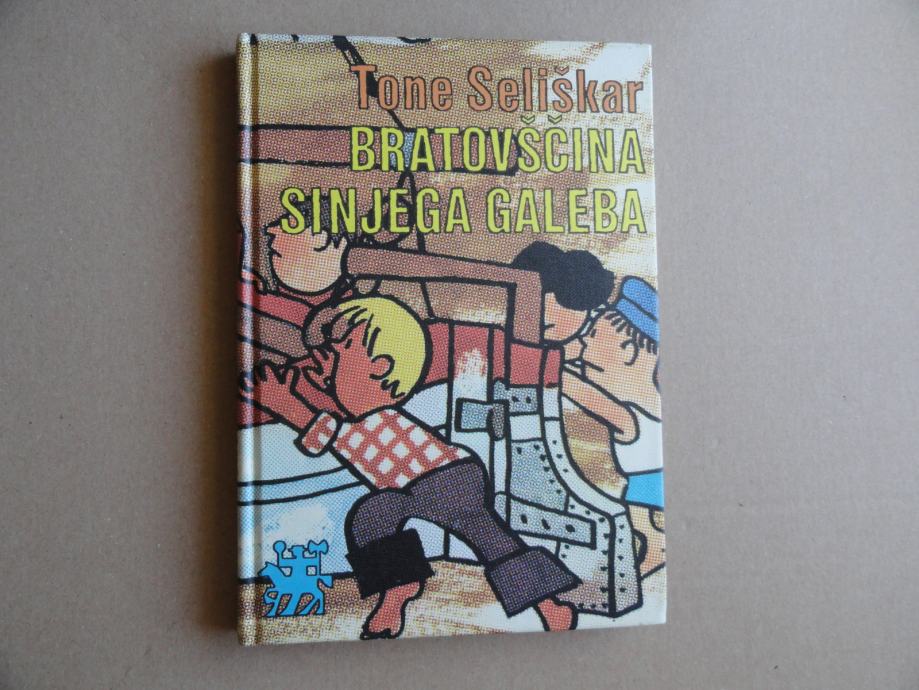 Tone Seliškar
BRATOVŠČINA
SINJEGA GALEBA